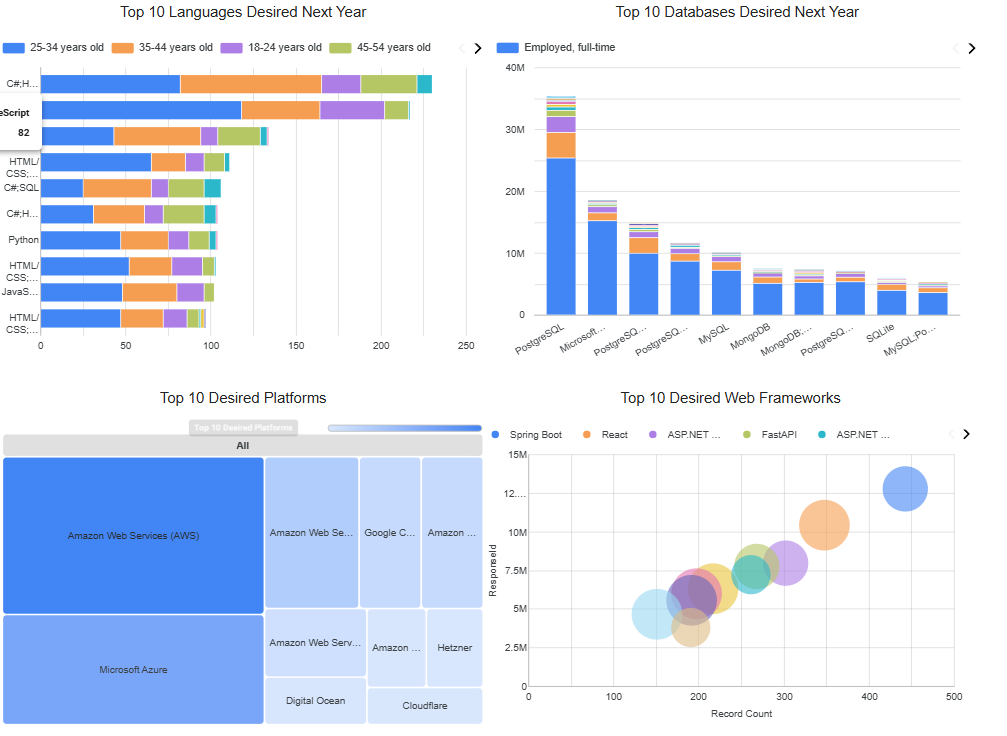 Top 10 Languages Desired Next Year
25-34 years old 35-44 years old 18-24 years old 45-54 years old
C#;H...
eScript
82
HTML/
CSS;...
C#;SQL
C#;H...
Python
HTML/
CSS;...
JavaS...
HTML/
CSS;...
0 50 100 150 200 250
Top 10 Databases Desired Next Year
Employed, full-time
40M
30M
20M
10M
0
PostgreSQL Microsoft... PostgreSQ... PostgreSQ... MySQL MongoDB MongoDB;... PostgreSQ... SQLite MySQL;Po...
Top 10 Desired Platforms
Top 10 Desired Platforms
All
Amazon Web Services (AWS)
Amazon Web Se... Google C... Amazon ...
Microsoft Azure
Amazon Web Serv... Amazon ... Hetzner
Digital Ocean
Cloudflare
Top 10 Desired Web Frameworks
Spring Boot React ASP.NET ... FastAPI ASP.NET ...
15M
12....
10M
7.5M
5M
2.5M
0
ResponseId
0 100 200 300 400 500
Record Count